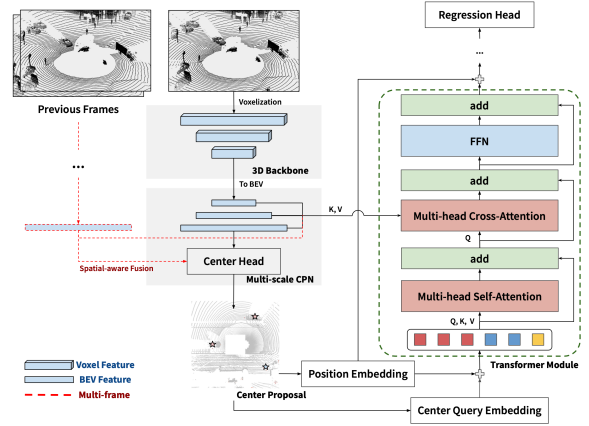 Regression Head
...
Previous Frames
Voxelization
add
FFN
3D Backbone
...
To BEV
add
K, V
Multi-head Cross-Attention
Q
Center Head
Spatial-aware Fusion
Multi-scale CPN
add
Multi-head Self-Attention
Q, K, V
Voxel Feature
BEV Feature
Multi-frame
Position Embedding
Transformer Module
Center Proposal
Center Query Embedding